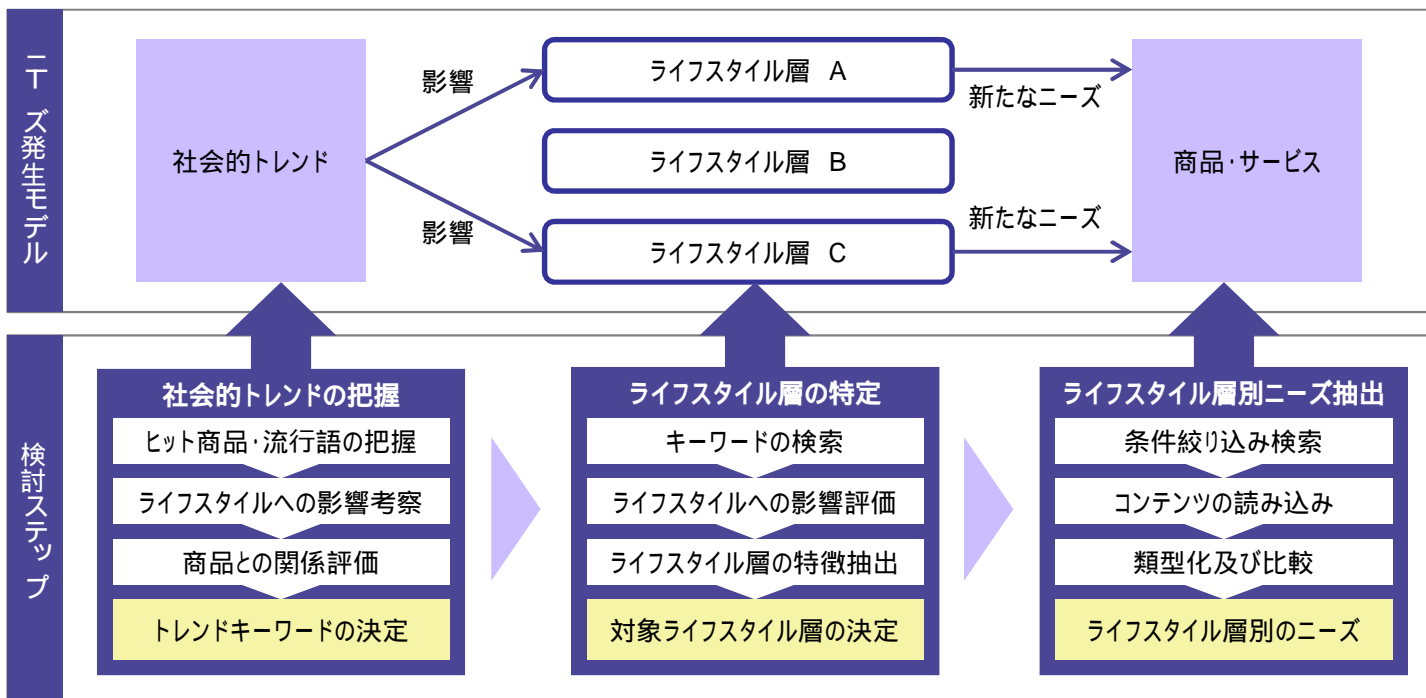 ニーズ発生モデル
社会的トレンド
影響
影響
ライフスタイル層 A
ライフスタイル層 B
ライフスタイル層 C
新たなニーズ
新たなニーズ
商品・サービス
検討ステップ
社会的トレンドの把握
ヒット商品・流行語の把握
ライフスタイルへの影響考察
商品との関係評価
トレンドキーワードの決定
ライフスタイル層の特定
キーワードの検索
ライフスタイルへの影響評価
ライフスタイル層の特徴抽出
対象ライフスタイル層の決定
ライフスタイル層別ニーズ抽出
条件絞り込み検索
コンテンツの読み込み
類型化及び比較
ライフスタイル層別のニーズ